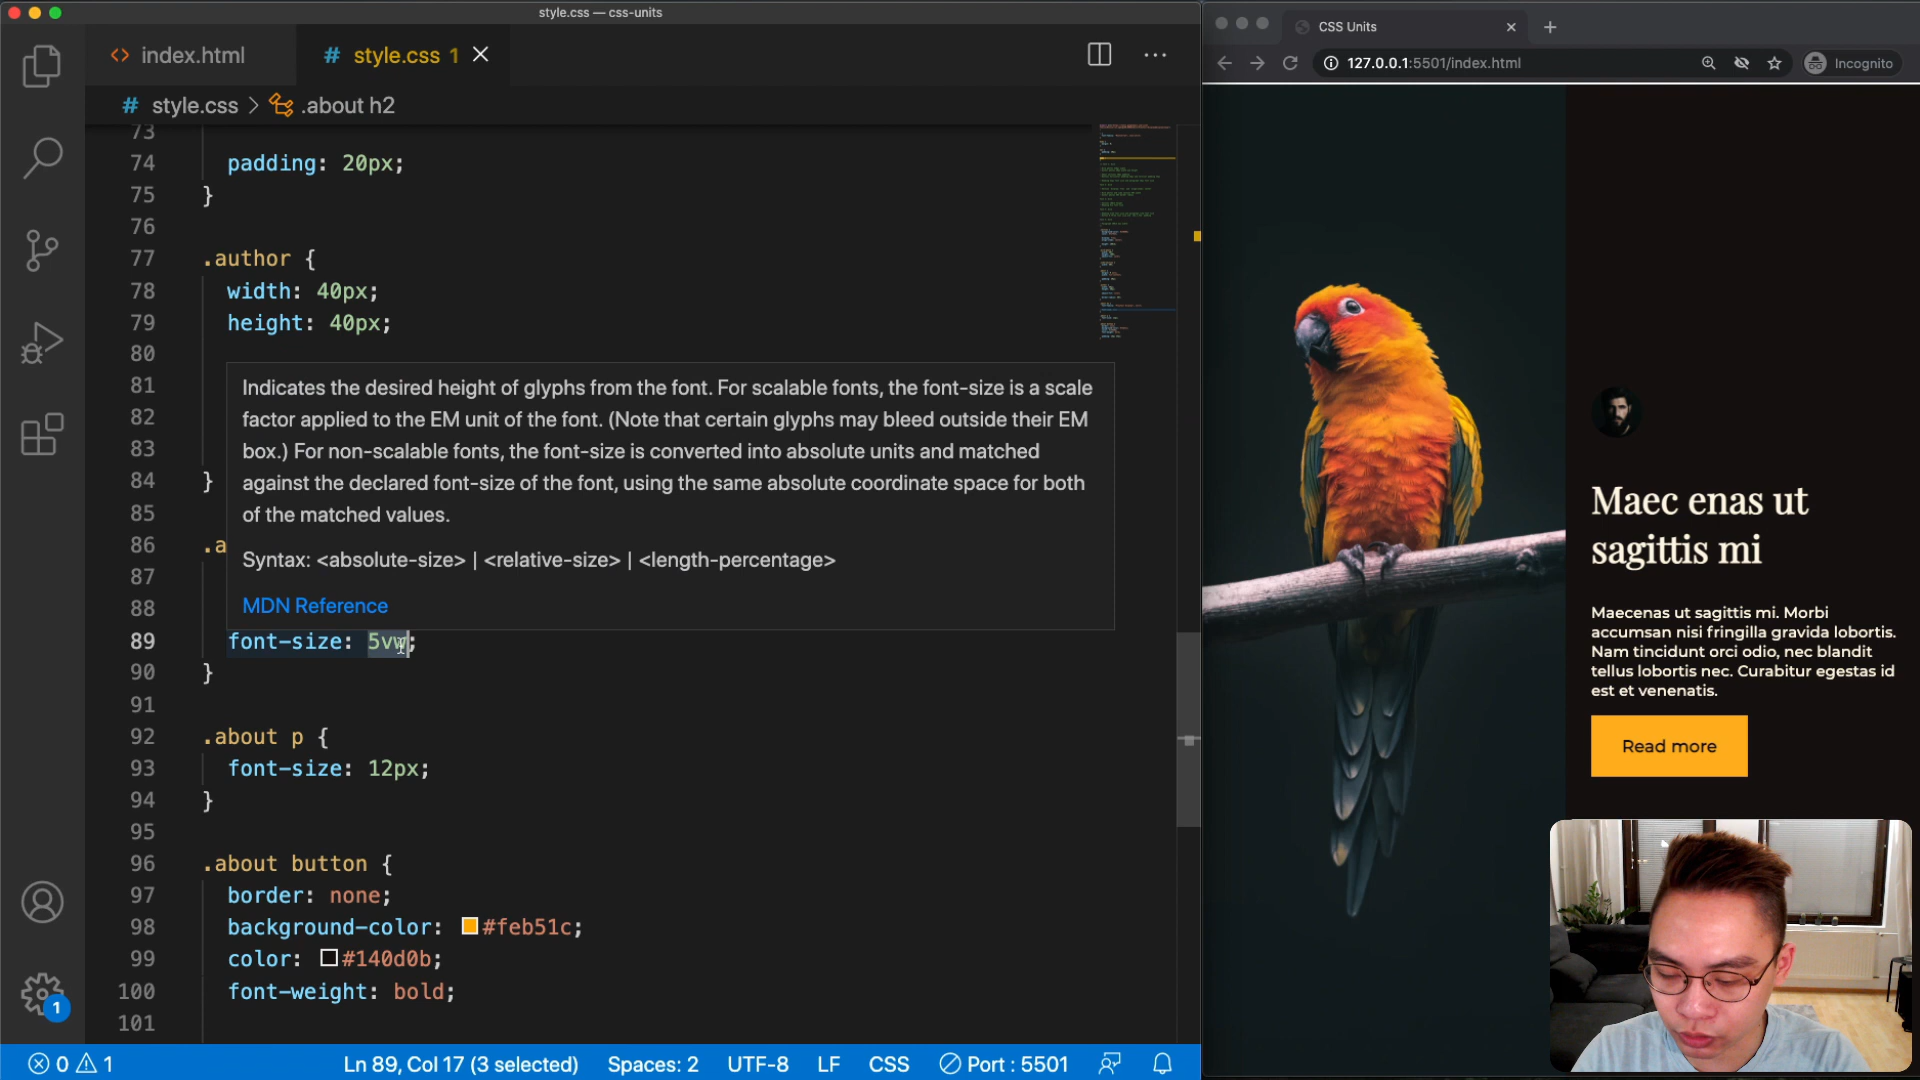 style.css — css-units
index.html
# style.css 1
# style.css > .about h2
73
74 padding: 20px;
75 }
76
77 .author {
78 width: 40px;
79 height: 40px;
80
81
82
83
84 }
85
86 .a
87
88
89 font-size: 5vw;
90 }
91
92 .about p {
93 font-size: 12px;
94 }
95
96 .about button {
97 border: none;
98 background-color: #feb51c;
99 color: #140d0b;
100 font-weight: bold;
101
Indicates the desired height of glyphs from the font. For scalable fonts, the font-size is a scale
factor applied to the EM unit of the font. (Note that certain glyphs may bleed outside their EM
box.) For non-scalable fonts, the font-size is converted into absolute units and matched
against the declared font-size of the font, using the same absolute coordinate space for both
of the matched values.
Syntax: <absolute-size> | <relative-size> | <length-percentage>
MDN Reference
1
0 1
Ln 89, Col 17 (3 selected)
Spaces: 2
UTF-8
LF
CSS
Port : 5501
CSS Units
127.0.0.1:5501/index.html
Incognito
Maec enas ut
sagittis mi
Maecenas ut sagittis mi. Morbi
accumsan nisi fringilla gravida lobortis.
Nam tincidunt orci odio, nec blandit
tellus lobortis nec. Curabitur egestas id
est et venenatis.
Read more